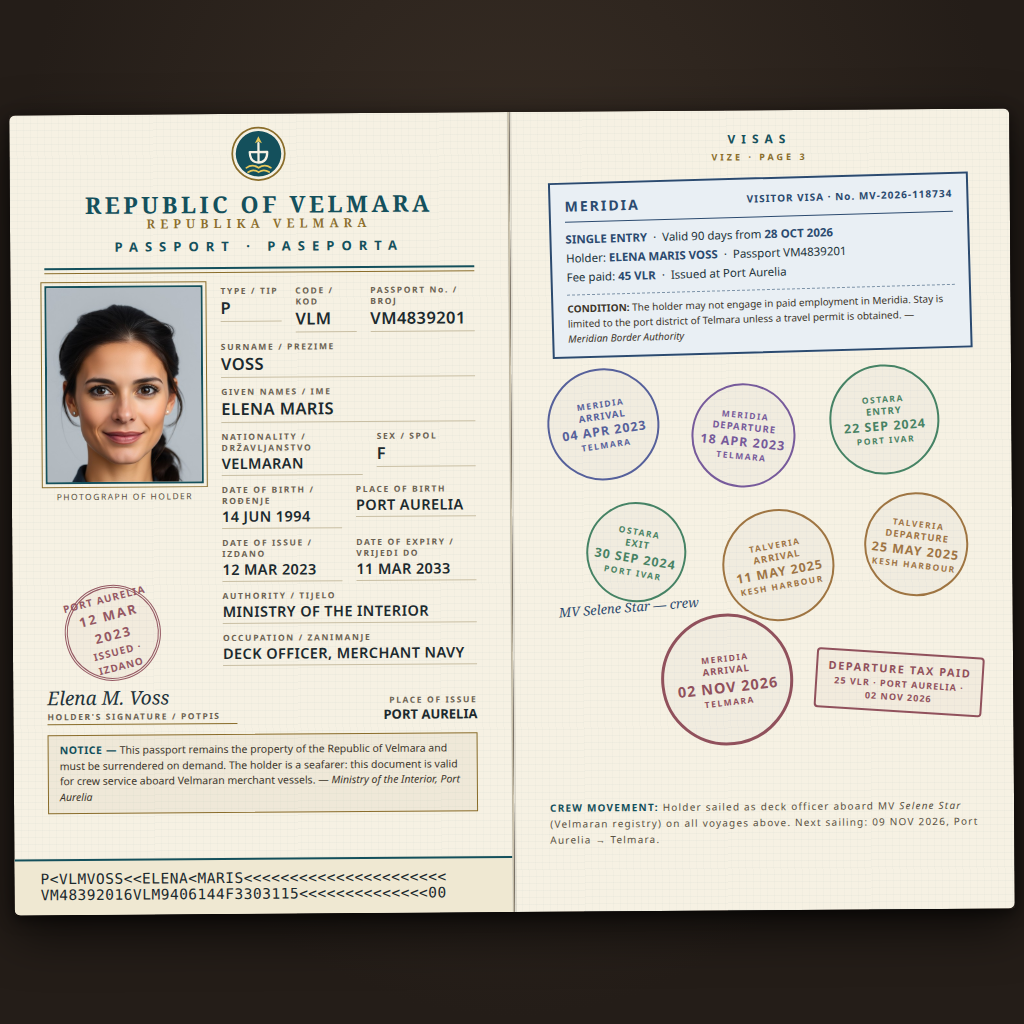 REPUBLIC OF VELMARA
REPUBLIKA VELMARA
PASSPORT · PASEPORTA
TYPE / TIP
P
CODE / KOD
VLM
PASSPORT No. / BROJ
VM4839201
SURNAME / PREZIME
VOSS
GIVEN NAMES / IME
ELENA MARIS
NATIONALITY / DRŽAVLJANSTVO
VELMARAN
SEX / SPOL
F
DATE OF BIRTH / ROĐENJE
14 JUN 1994
PLACE OF BIRTH
PORT AURELIA
DATE OF ISSUE / IZDANO
12 MAR 2023
DATE OF EXPIRY / VRIJEDI DO
11 MAR 2033
AUTHORITY / TIJELO
MINISTRY OF THE INTERIOR
OCCUPATION / ZANIMANJE
DECK OFFICER, MERCHANT NAVY
PHOTOGRAPH OF HOLDER
PORT AURELIA
12 MAR
2023
ISSUED ·
IZDANO
Elena M. Voss
HOLDER'S SIGNATURE / POTPIS
PLACE OF ISSUE
PORT AURELIA
NOTICE — This passport remains the property of the Republic of Velmara and
must be surrendered on demand. The holder is a seafarer: this document is valid
for crew service aboard Velmaran merchant vessels. — Ministry of the Interior, Port
Aurelia
P<VLMVOSS<<ELENA<MARIS<<<<<<<<<<<<<<<<<<<<<<
VM48392016VLM9406144F3303115<<<<<<<<<<<<<<00
VISAS
VIZE · PAGE 3
MERIDIA
VISITOR VISA · No. MV-2026-118734
SINGLE ENTRY · Valid 90 days from 28 OCT 2026
Holder: ELENA MARIS VOSS · Passport VM4839201
Fee paid: 45 VLR · Issued at Port Aurelia
CONDITION: The holder may not engage in paid employment in Meridia. Stay is
limited to the port district of Telmara unless a travel permit is obtained. —
Meridian Border Authority
MERIDIA
ARRIVAL
04 APR 2023
TELMARA
MERIDIA
DEPARTURE
18 APR 2023
TELMARA
OSTARA
ENTRY
22 SEP 2024
PORT IVAR
OSTARA
EXIT
30 SEP 2024
PORT IVAR
TALVERIA
ARRIVAL
11 MAY 2025
KESH HARBOUR
TALVERIA
DEPARTURE
25 MAY 2025
KESH HARBOUR
MV Selene Star — crew
MERIDIA
ARRIVAL
02 NOV 2026
TELMARA
DEPARTURE TAX PAID
25 VLR · PORT AURELIA ·
02 NOV 2026
CREW MOVEMENT: Holder sailed as deck officer aboard MV Selene Star
(Velmaran registry) on all voyages above. Next sailing: 09 NOV 2026, Port
Aurelia → Telmara.